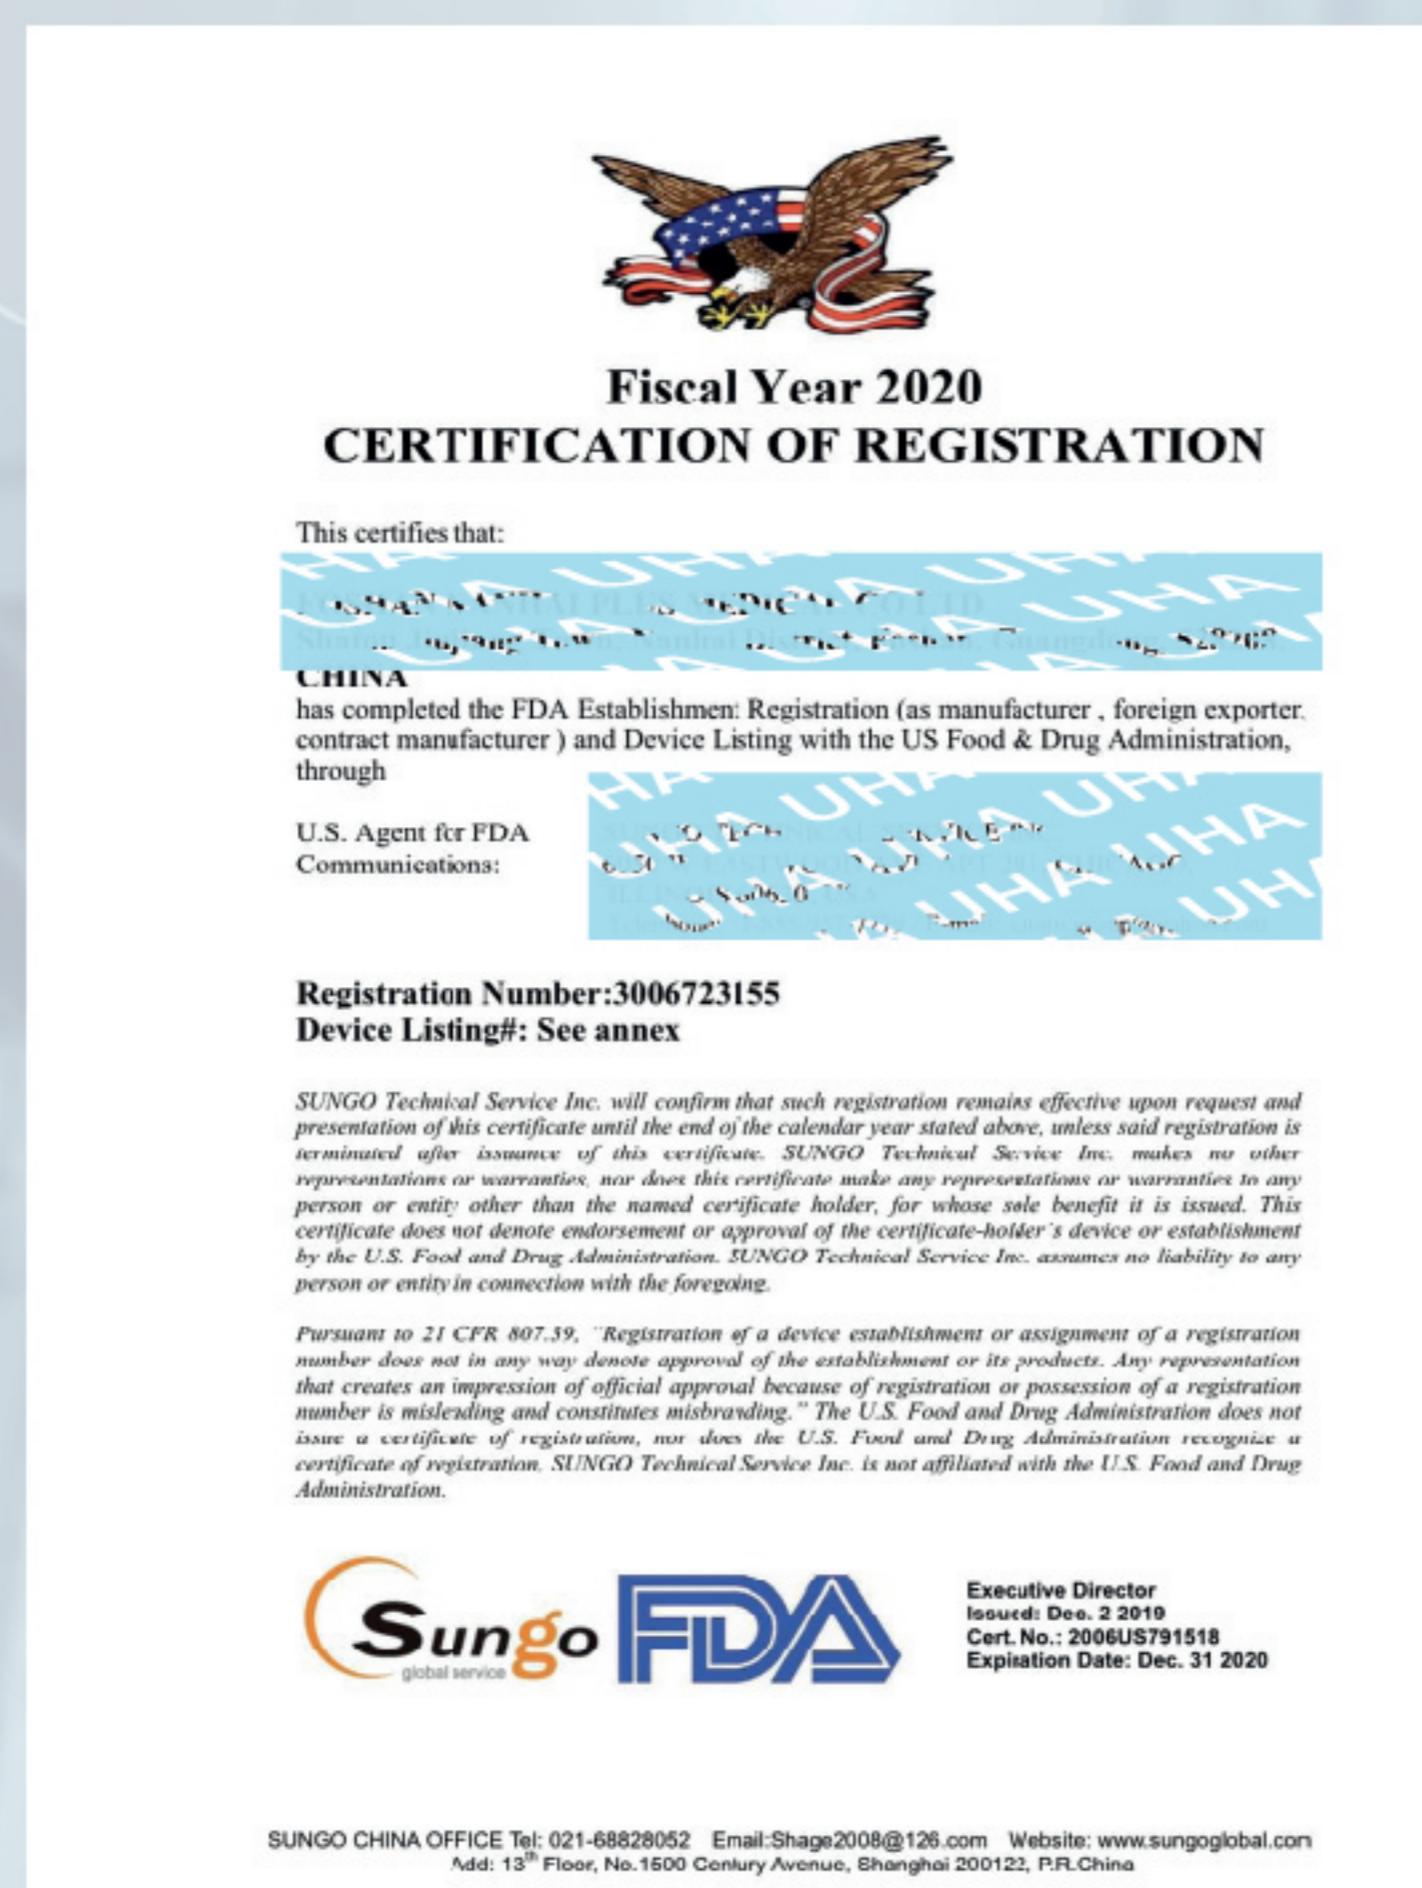 Fiscal Year 2020
CERTIFICATION OF REGISTRATION
This certifies that:
UHA UHA UHA UHA
CHINA
has completed the FDA Establishment Registration (as manufacturer , foreign exporter,
contract manufacturer ) and Device Listing with the US Food & Drug Administration,
through
U.S. Agent for FDA
Communications:
UHA UHA UHA UHA
Registration Number:3006723155
Device Listing#: See annex
SUNGO Technical Service Inc. will confirm that such registration remains effective upon request and
presentation of this certificate until the end of the calendar year stated above, unless said registration is
terminated after issuance of this certificate. SUNGO Technical Service Inc. makes no other
representations or warranties, nor does this certificate make any representations or warranties to any
person or entity other than the named certificate holder, for whose sole benefit it is issued. This
certificate does not denote endorsement or approval of the certificate-holder's device or establishment
by the U.S. Food and Drug Administration. SUNGO Technical Service Inc. assumes no liability to any
person or entity in connection with the foregoing.
Pursuant to 21 CFR 807.39, "Registration of a device establishment or assignment of a registration
number does not in any way denote approval of the establishment or its products. Any representation
that creates an impression of official approval because of registration or possession of a registration
number is misleading and constitutes misbranding." The U.S. Food and Drug Administration does not
issue a certificate of registration, nor does the U.S. Food and Drug Administration recognize a
certificate of registration. SUNGO Technical Service Inc. is not affiliated with the U.S. Food and Drug
Administration.
Sungo
global service
FDA
Executive Director
Issued: Dec. 2 2019
Cert. No.: 2006US791518
Expiration Date: Dec. 31 2020
SUNGO CHINA OFFICE Tel: 021-68828052 Email:Shage2008@126.com Website: www.sungoglobal.com
Add: 13th Floor, No.1500 Century Avenue, Shanghai 200122, P.R.China